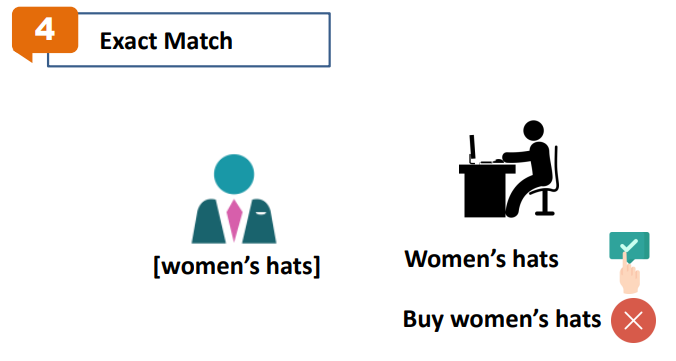 4
Exact Match
[women's hats]
Women's hats
Buy women's hats